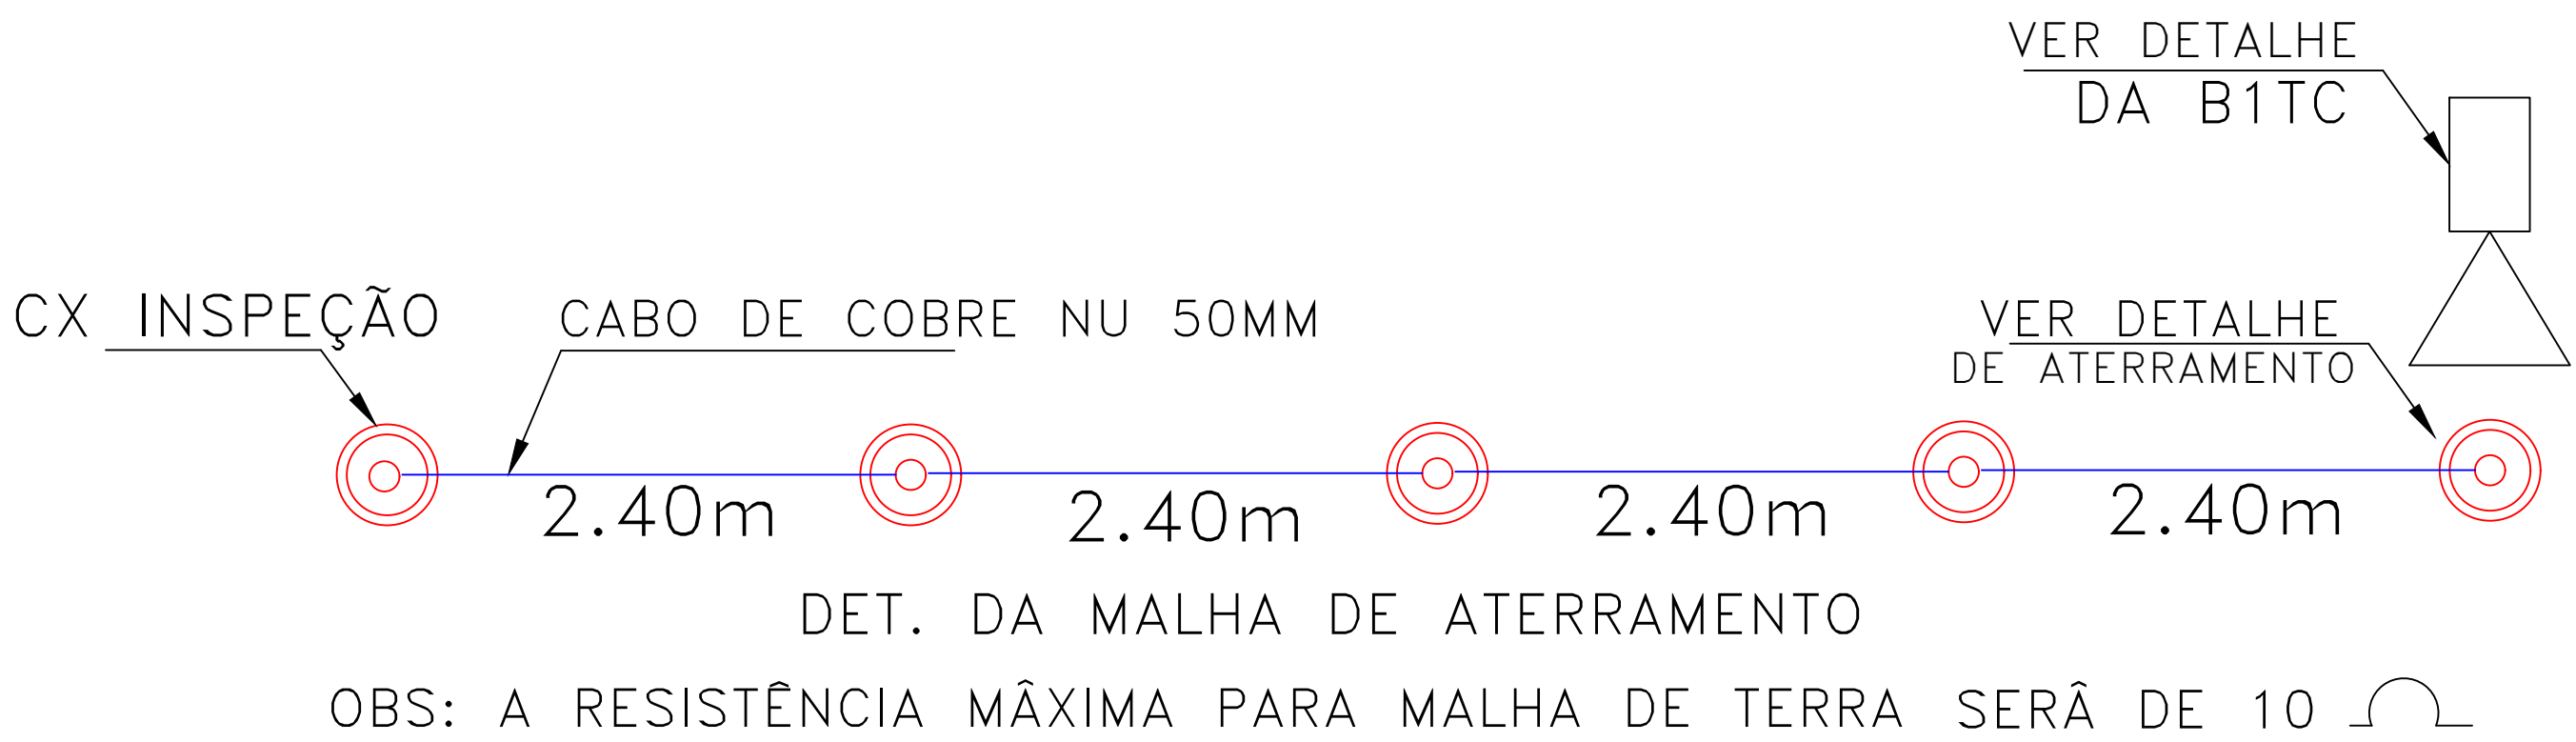 VER DETALHE
DA B1TC
CX INSPEÇÃO
CABO DE COBRE NU 50MM
VER DETALHE
DE ATERRAMENTO
2.40m
2.40m
2.40m
2.40m
DET. DA MALHA DE ATERRAMENTO
OBS: A RESISTÊNCIA MÂXIMA PARA MALHA DE TERRA SERÂ DE 10 Ω